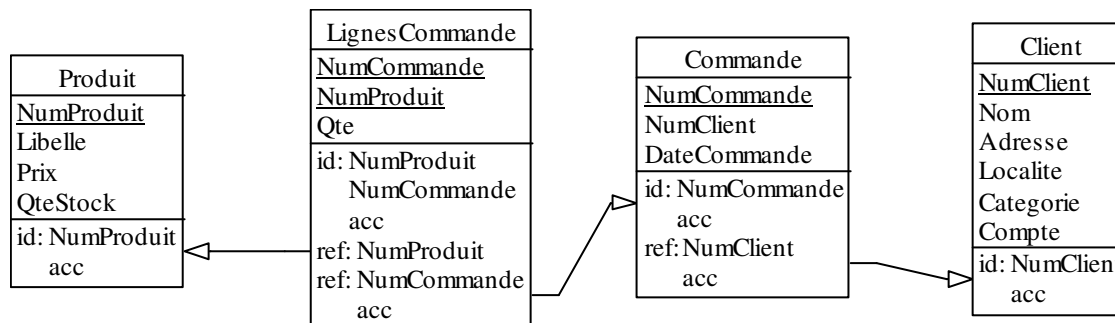 Produit
NumProduit
Libelle
Prix
QteStock
id: NumProduit
acc
LignesCommande
NumCommande
NumProduit
Qte
id: NumProduit
NumCommande
acc
ref: NumProduit
ref: NumCommande
acc
Commande
NumCommande
NumClient
DateCommande
id: NumCommande
acc
ref: NumClient
acc
Client
NumClient
Nom
Adresse
Localite
Categorie
Compte
id: NumClien
acc